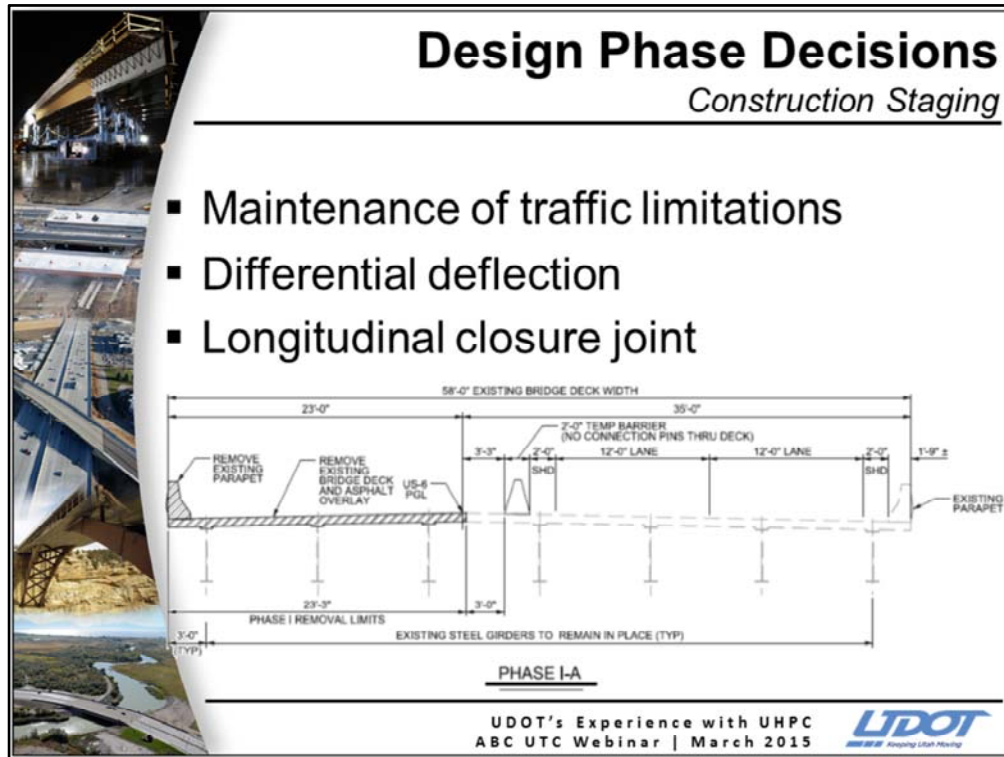 Design Phase Decisions
Construction Staging
▪ Maintenance of traffic limitations
▪ Differential deflection
▪ Longitudinal closure joint
58'-0" EXISTING BRIDGE DECK WIDTH
23'-0"
35'-0"
2'-0" TEMP BARRIER
(NO CONNECTION PINS THRU DECK)
3'-3"
2'-0"
SHD
12'-0" LANE
12'-0" LANE
2'-0"
SHD
1'-9" ±
REMOVE
EXISTING
PARAPET
REMOVE
EXISTING
BRIDGE DECK
AND ASPHALT
OVERLAY
US-6
PGL
EXISTING
PARAPET
23'-3"
PHASE I REMOVAL LIMITS
3'-0"
3'-0"
(TYP)
EXISTING STEEL GIRDERS TO REMAIN IN PLACE (TYP)
PHASE I-A
UDOT's Experience with UHPC
ABC UTC Webinar | March 2015
UDOT
Keeping Utah Moving